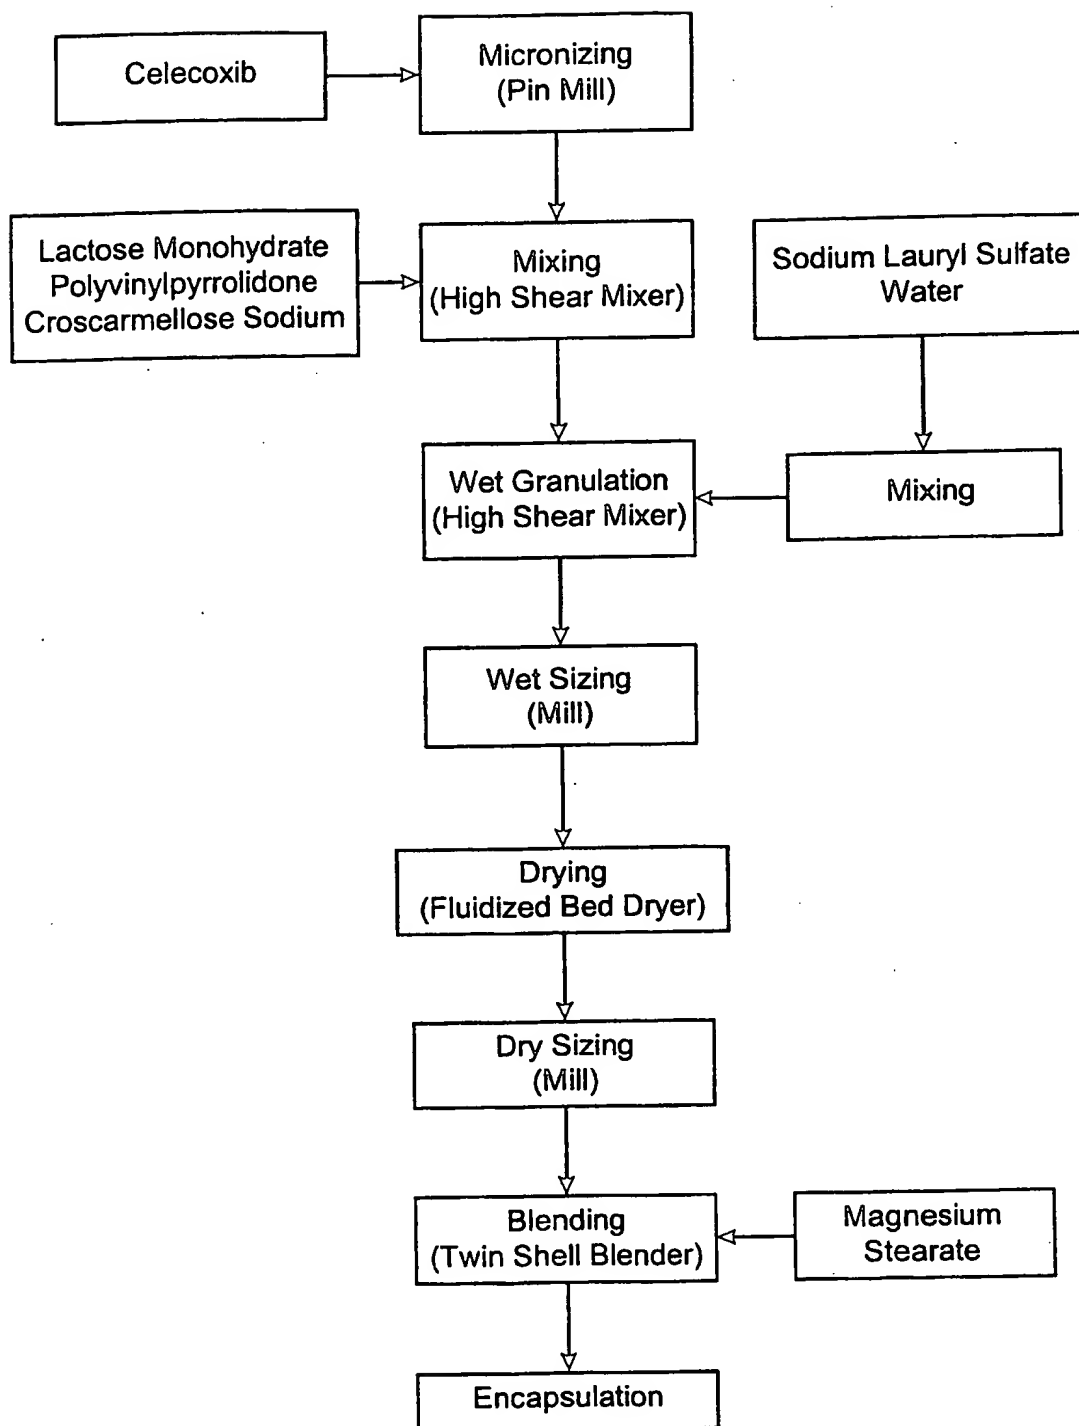 Celecoxib
Micronizing
(Pin Mill)
Lactose Monohydrate
Polyvinylpyrrolidone
Croscarmellose Sodium
Mixing
(High Shear Mixer)
Sodium Lauryl Sulfate
Water
Wet Granulation
(High Shear Mixer)
Mixing
Wet Sizing
(Mill)
Drying
(Fluidized Bed Dryer)
Dry Sizing
(Mill)
Blending
(Twin Shell Blender)
Magnesium
Stearate
Encapsulation